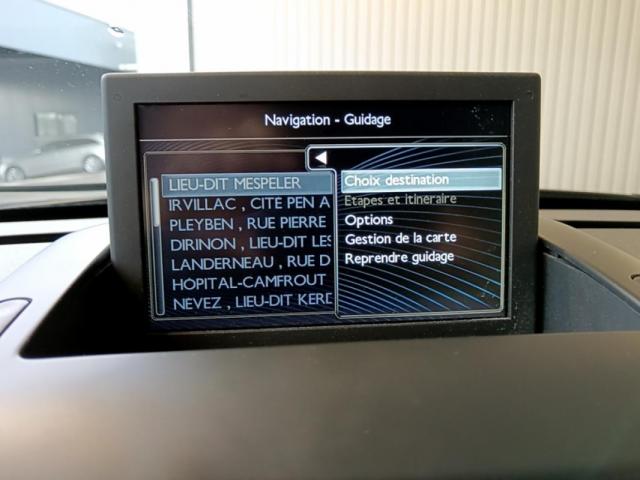 Navigation - Guidage
LIEU-DIT MESPELER
IRVILLAC , CITÉ PEN A
PLEYBEN , RUE PIERRE
DIRINON , LIEU-DIT LES
LANDERNEAU , RUE D
HOPITAL-CAMFROUT
NEVEZ , LIEU-DIT KERD
Choix destination
Etapes et itinéraire
Options
Gestion de la carte
Reprendre guidage